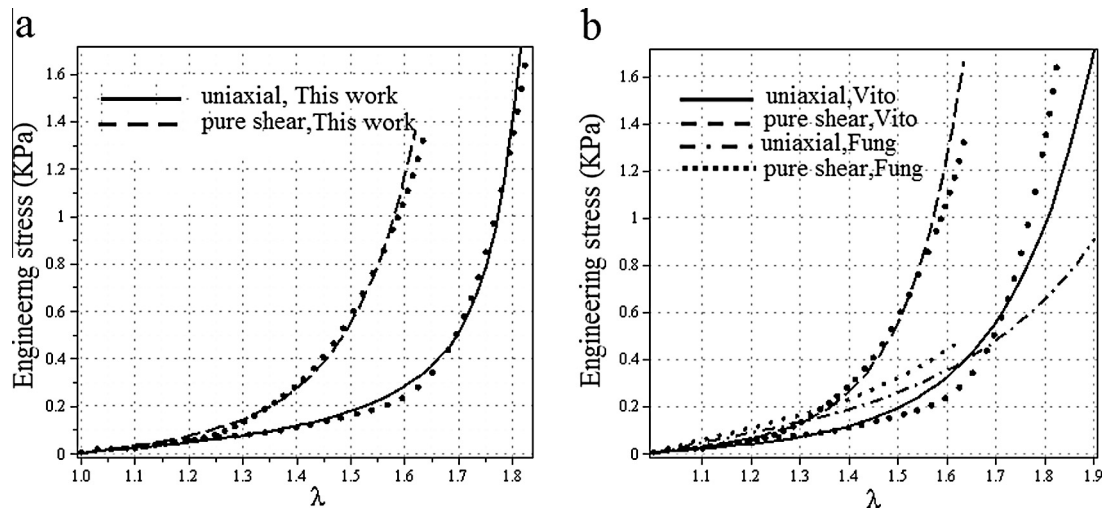 a
Engineerng stress (KPa)
1.6
1.4
1.2
1
0.8
0.6
0.4
0.2
0
uniaxial, This work
pure shear,This work
1.0 1.1 1.2 1.3 1.4 1.5 1.6 1.7 1.8
λ
b
Engineering stress (KPa)
1.6
1.4
1.2
1
0.8
0.6
0.4
0.2
0
uniaxial,Vito
pure shear,Vito
uniaxial,Fung
pure shear,Fung
1.1 1.2 1.3 1.4 1.5 1.6 1.7 1.8 1.9
λ